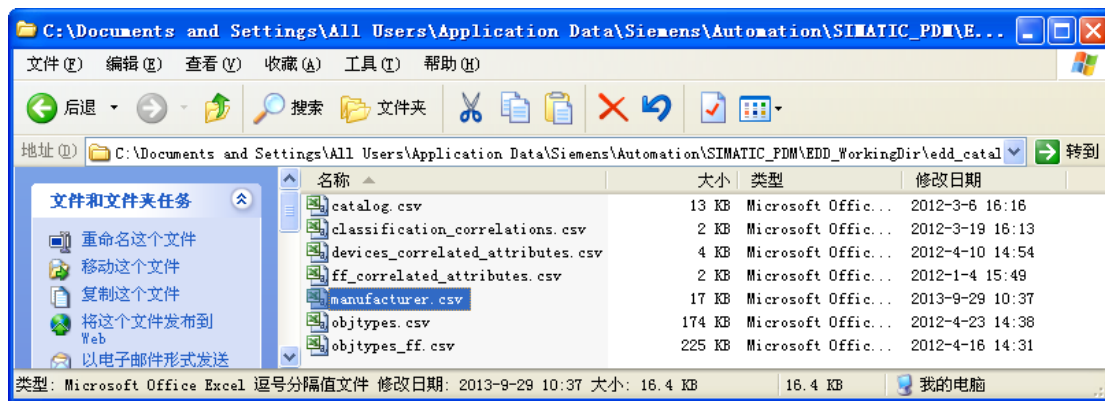 C:\Documents and Settings\All Users\Application Data\Siemens\Automation\SIMATIC_PDM\E...
文件(F) 编辑(E) 查看(V) 收藏(A) 工具(T) 帮助(H)
后退 搜索 文件夹
地址(D) C:\Documents and Settings\All Users\Application Data\Siemens\Automation\SIMATIC_PDM\EDD_WorkingDir\edd_catal 转到
文件和文件夹任务
重命名这个文件
移动这个文件
复制这个文件
将这个文件发布到
Web
以电子邮件形式发送
名称 大小 类型 修改日期
catalog.csv 13 KB Microsoft Offic... 2012-3-6 16:16
classification_correlations.csv 2 KB Microsoft Offic... 2012-3-19 16:13
devices_correlated_attributes.csv 4 KB Microsoft Offic... 2012-4-10 14:54
ff_correlated_attributes.csv 2 KB Microsoft Offic... 2012-1-4 15:49
manufacturer.csv 17 KB Microsoft Offic... 2013-9-29 10:37
objtypes.csv 174 KB Microsoft Offic... 2012-4-23 14:38
objtypes_ff.csv 225 KB Microsoft Offic... 2012-4-16 14:31
类型: Microsoft Office Excel 逗号分隔值文件 修改日期: 2013-9-29 10:37 大小: 16.4 KB 16.4 KB 我的电脑